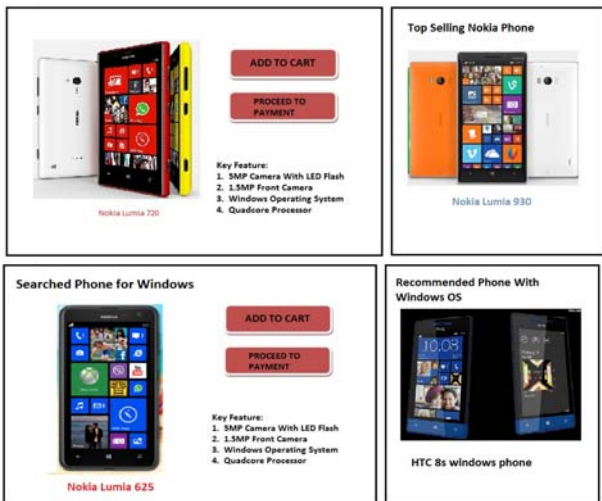 ADD TO CART
PROCEED TO
PAYMENT
Key Feature:
1. 5MP Camera With LED Flash
2. 1.5MP Front Camera
3. Windows Operating System
4. Quadcore Processor
Nokia Lumia 720
Top Selling Nokia Phone
Nokia Lumia 930
Searched Phone for Windows
ADD TO CART
PROCEED TO
PAYMENT
Key Feature:
1. 5MP Camera With LED Flash
2. 1.5MP Front Camera
3. Windows Operating System
4. Quadcore Processor
Nokia Lumia 625
Recommended Phone With
Windows OS
HTC 8s windows phone